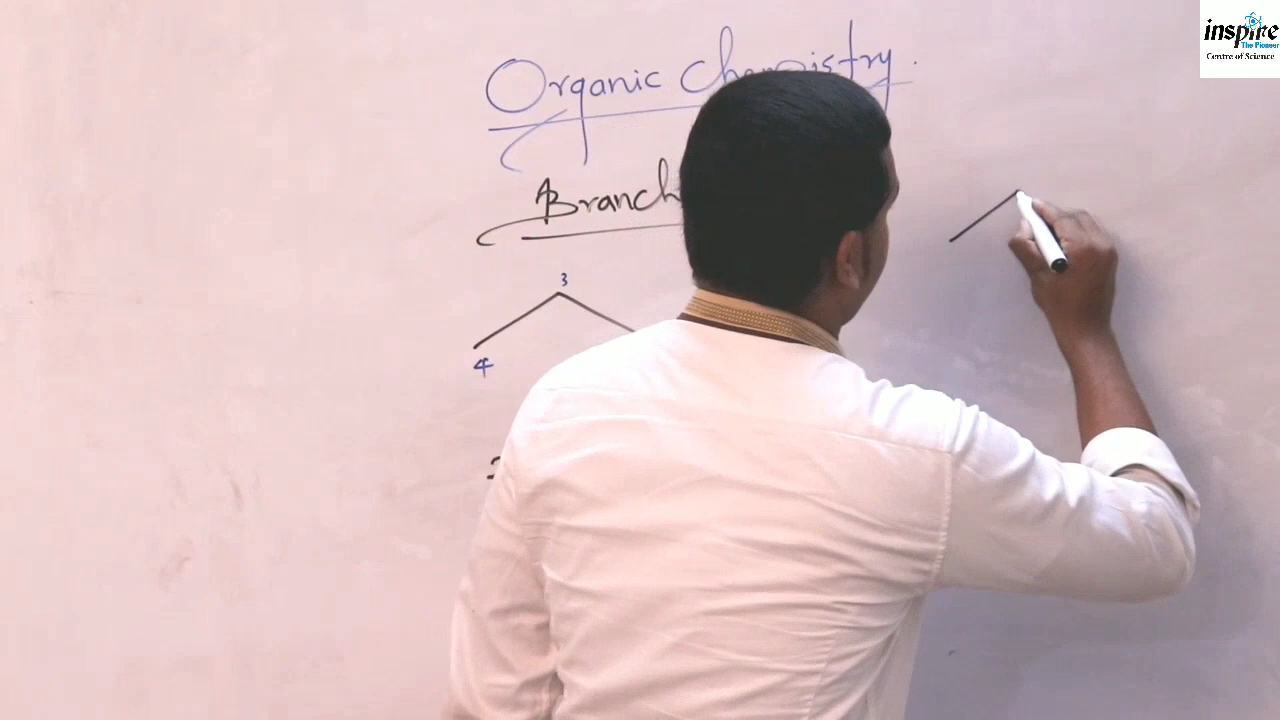 inspire
The Pioneer
Centre of Science
Organic Chemistry.
Branch
3
4